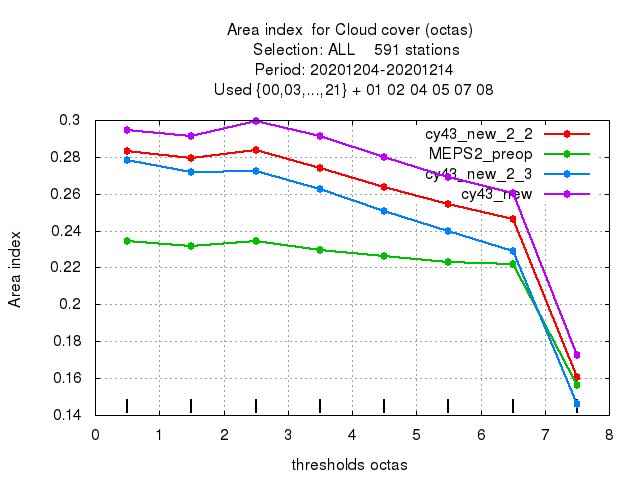 Area index  for Cloud cover (octas)
Selection: ALL    591 stations
Period: 20201204-20201214
Used {00,03,...,21} + 01 02 04 05 07 08
cy43_new_2_2
MEPS2_preop
cy43_new_2_3
cy43_new
0.3
0.28
0.26
0.24
0.22
0.2
0.18
0.16
0.14
Area index
0 1 2 3 4 5 6 7 8
thresholds octas